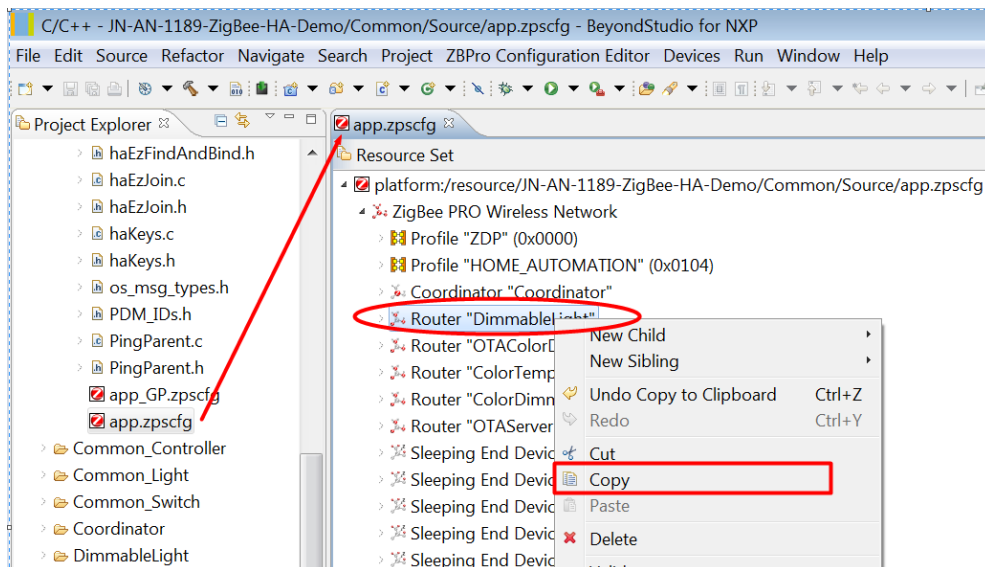 C/C++ - JN-AN-1189-ZigBee-HA-Demo/Common/Source/app.zpscfg - BeyondStudio for NXP
File Edit Source Refactor Navigate Search Project ZBPro Configuration Editor Devices Run Window Help
Project Explorer
haEzFindAndBind.h
haEzJoin.c
haEzJoin.h
haKeys.c
haKeys.h
os_msg_types.h
PDM_IDs.h
PingParent.c
PingParent.h
app_GP.zpscfg
app.zpscfg
Common_Controller
Common_Light
Common_Switch
Coordinator
DimmableLight
app.zpscfg
Resource Set
platform:/resource/JN-AN-1189-ZigBee-HA-Demo/Common/Source/app.zpscfg
ZigBee PRO Wireless Network
Profile "ZDP" (0x0000)
Profile "HOME_AUTOMATION" (0x0104)
Coordinator "Coordinator"
Router "DimmableLight"
Router "OTAColorD
Router "ColorTemp
Router "ColorDimm
Router "OTAServer
Sleeping End Devic
Sleeping End Devic
Sleeping End Devic
Sleeping End Devic
Sleeping End Devic
New Child
New Sibling
Undo Copy to Clipboard Ctrl+Z
Redo Ctrl+Y
Cut
Copy
Paste
Delete